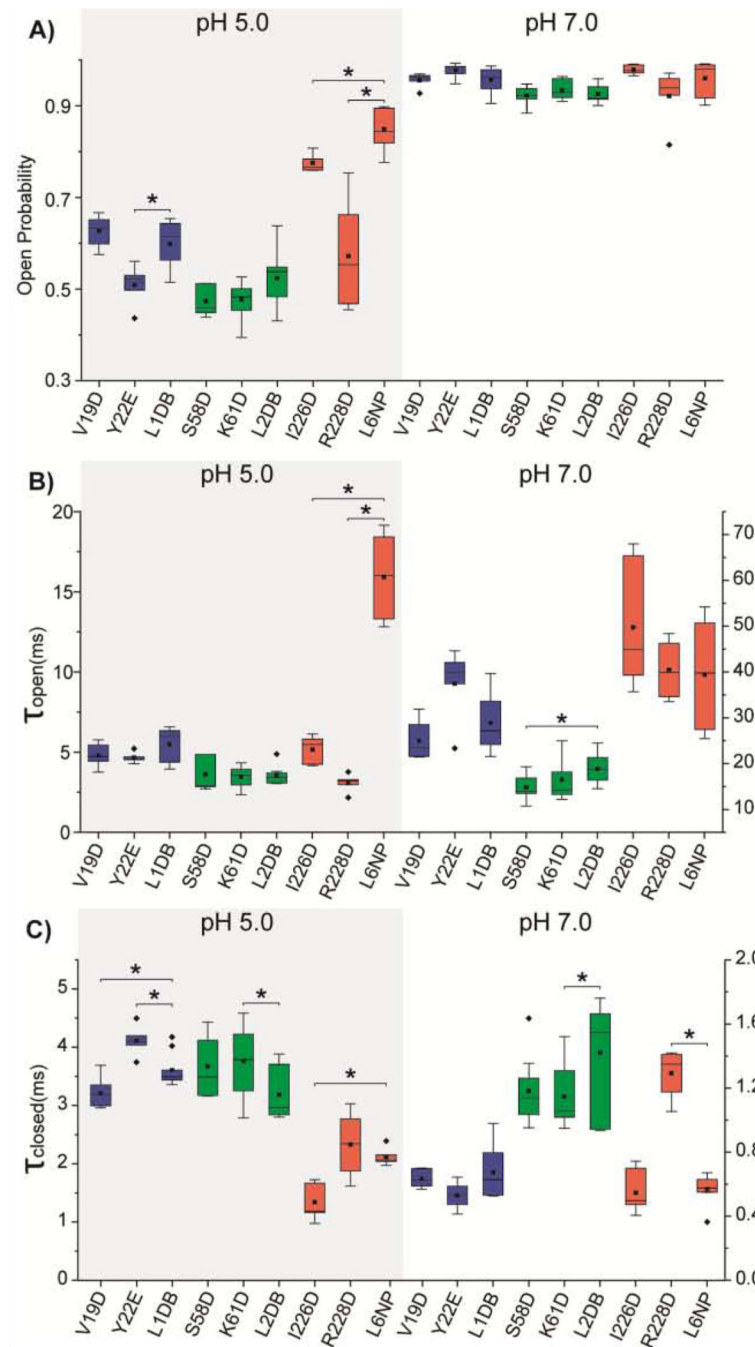 A)
pH 5.0 pH 7.0
Open Probability
0.9
0.7
0.5
0.3
* * *
V19D Y22E L1DB S58D K61D L2DB I226D R228D L6NP V19D Y22E L1DB S58D K61D L2DB I226D R228D L6NP
B)
pH 5.0 pH 7.0
τopen(ms)
20
15
10
5
0
* * *
70
60
50
40
30
20
10
V19D Y22E L1DB S58D K61D L2DB I226D R228D L6NP V19D Y22E L1DB S58D K61D L2DB I226D R228D L6NP
C)
pH 5.0 pH 7.0
τclosed(ms)
5
4
3
2
1
0
* * * * * *
2.0
1.6
1.2
0.8
0.4
0.0
V19D Y22E L1DB S58D K61D L2DB I226D R228D L6NP V19D Y22E L1DB S58D K61D L2DB I226D R228D L6NP